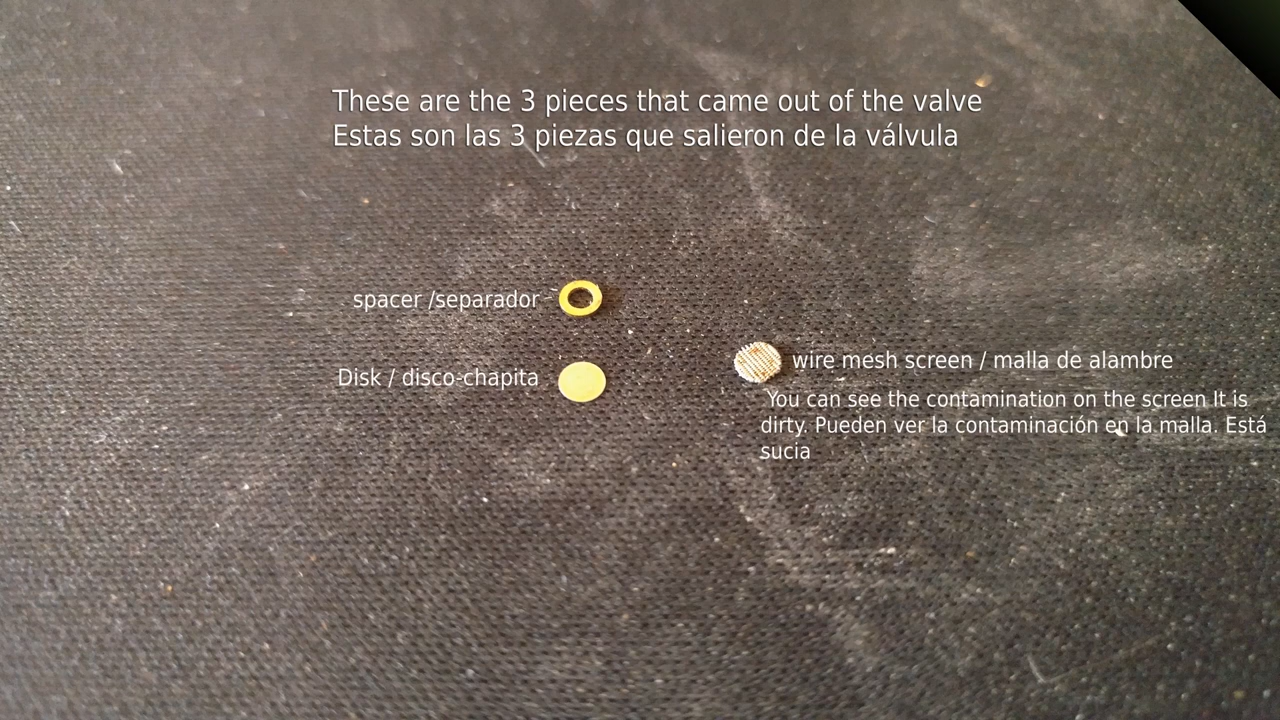 These are the 3 pieces that came out of the valve
Estas son las 3 piezas que salieron de la válvula
spacer /separador
Disk / disco-chapita
wire mesh screen / malla de alambre
You can see the contamination on the screen It is
dirty. Pueden ver la contaminación en la malla. Está
sucia